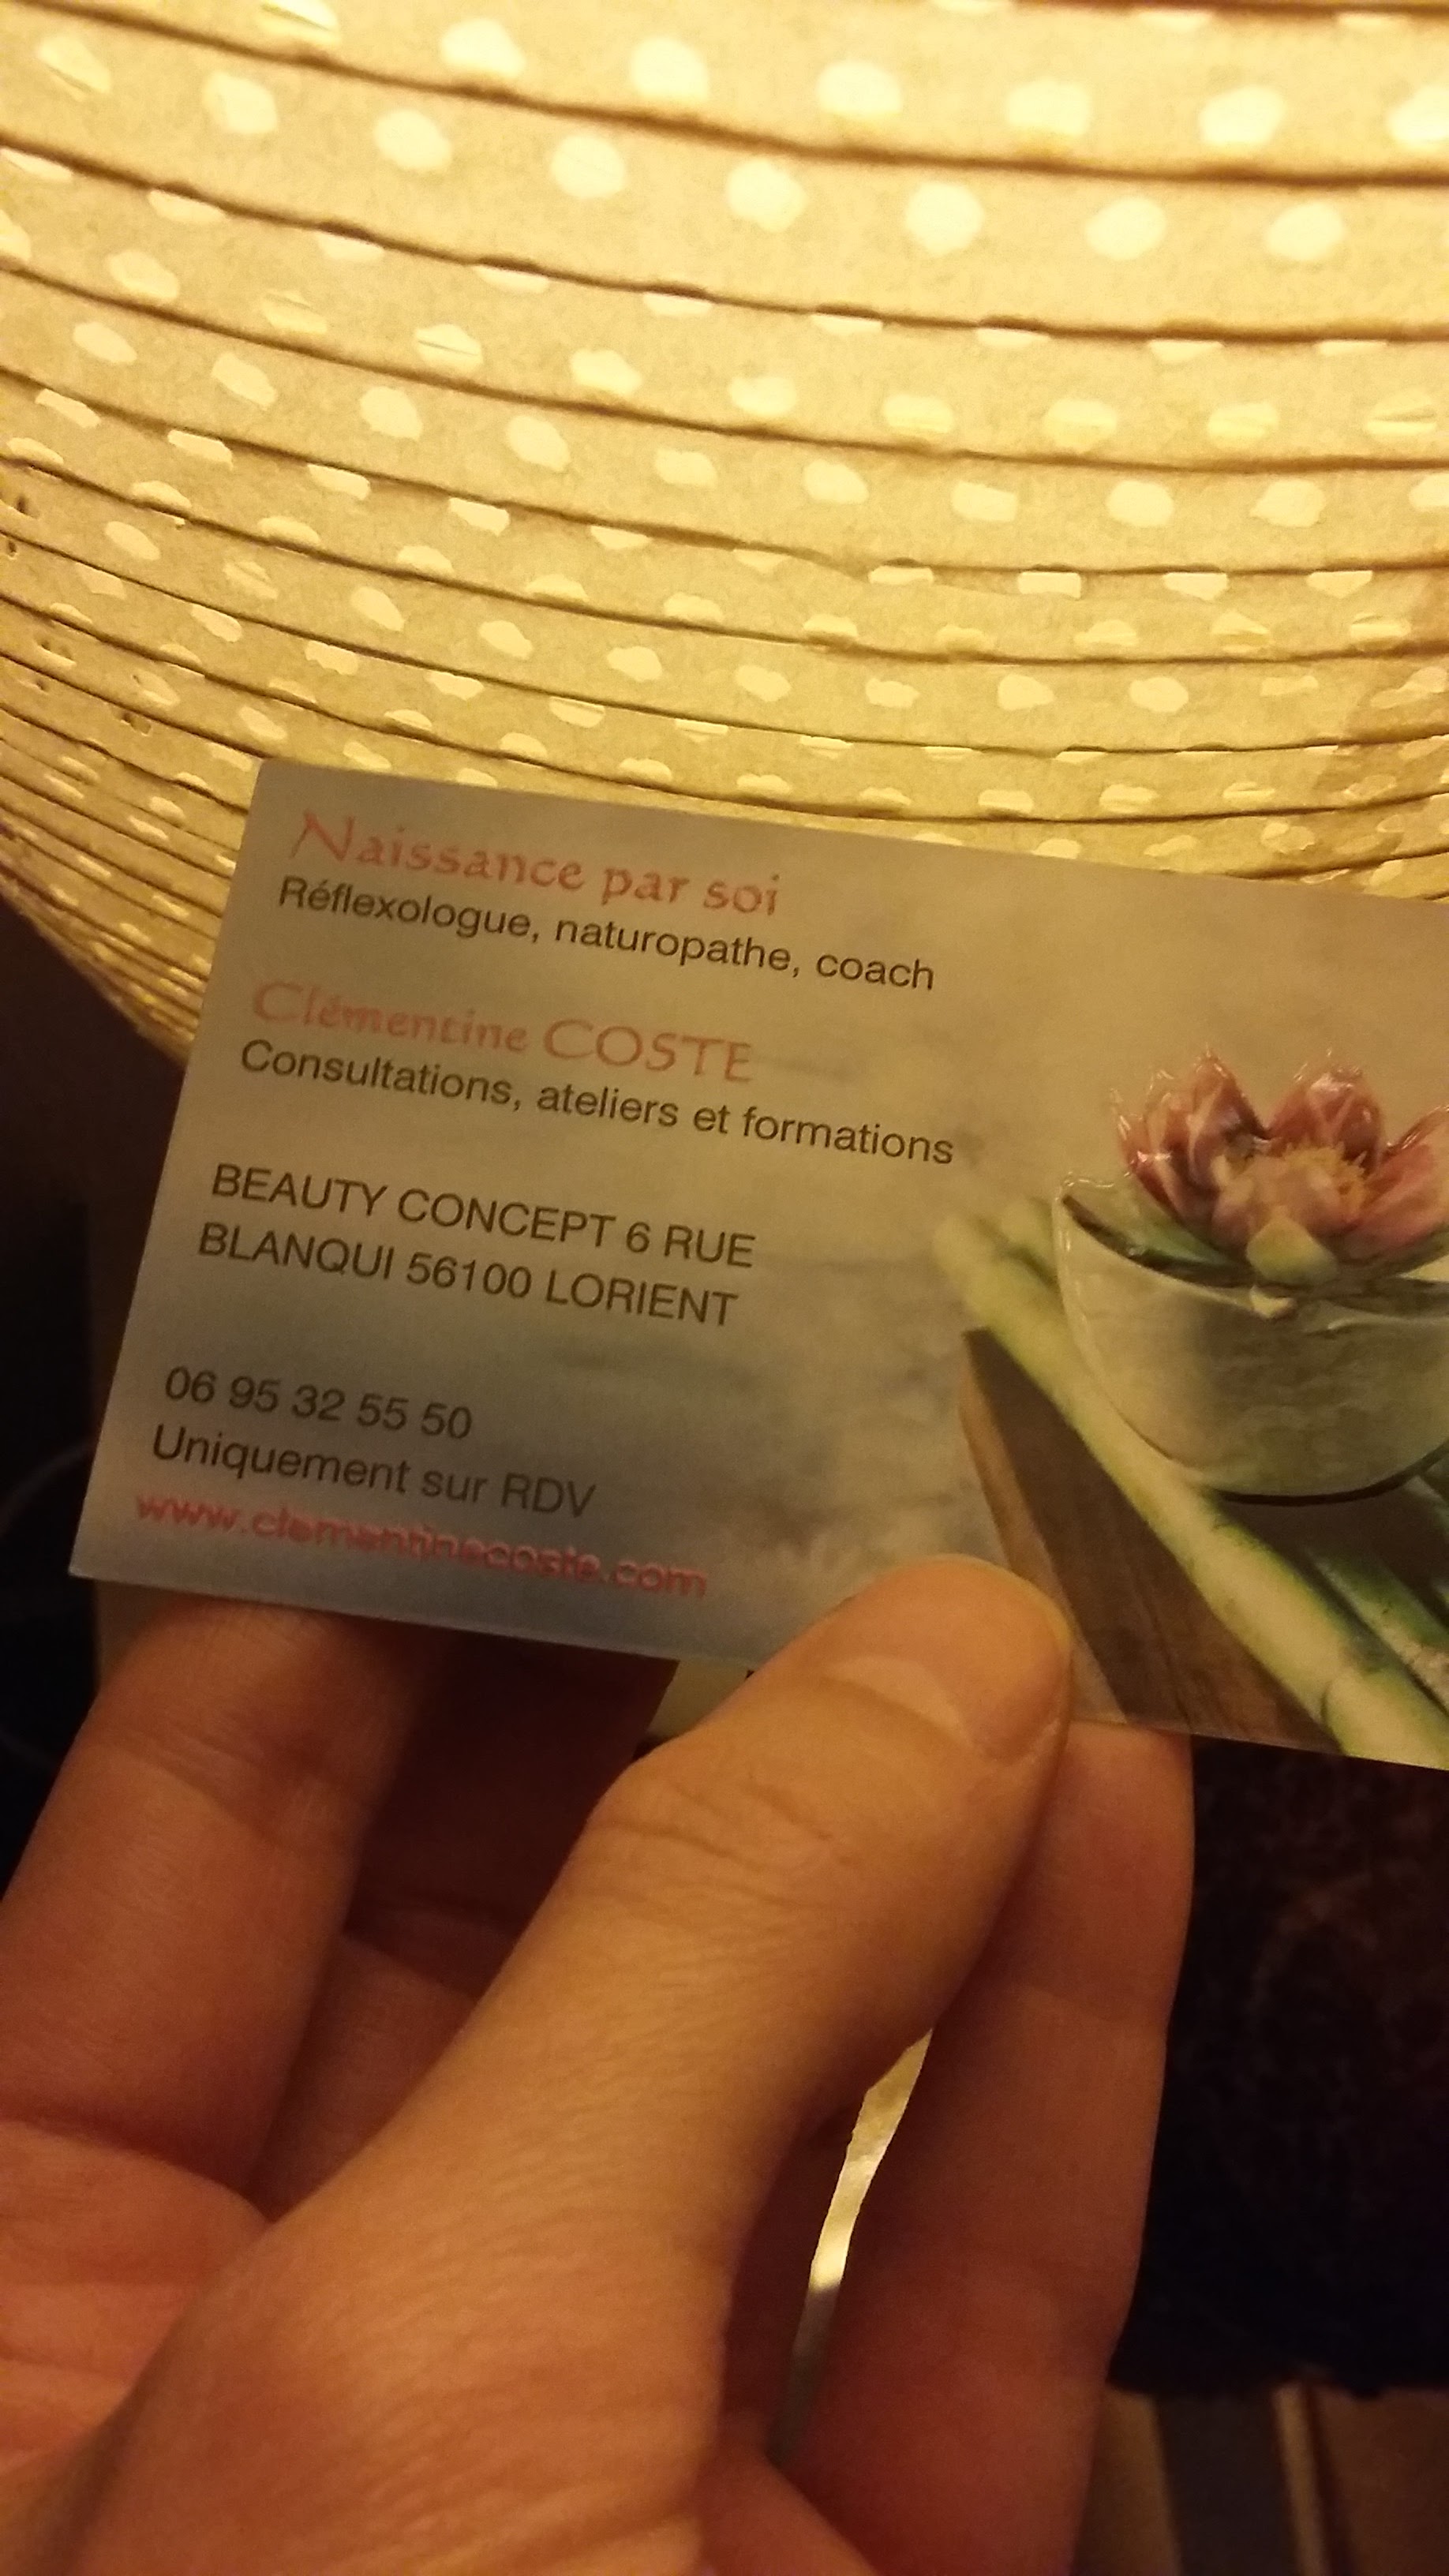 Naissance par soi
Réflexologue, naturopathe, coach
Clémentine COSTE
Consultations, ateliers et formations
BEAUTY CONCEPT 6 RUE
BLANQUI 56100 LORIENT
06 95 32 55 50
Uniquement sur RDV
www.clementinecoste.com